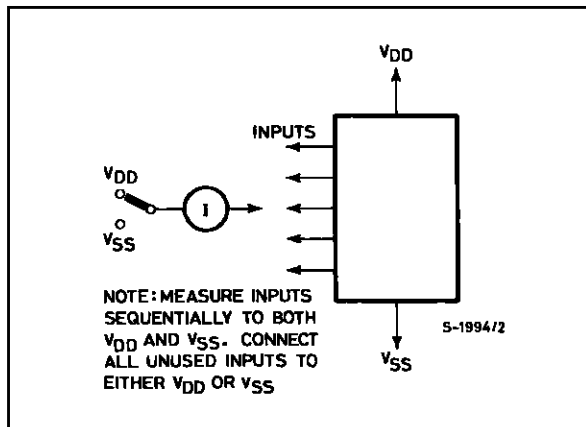 VDD
INPUTS
VDD
I
VSS
NOTE: MEASURE INPUTS
SEQUENTIALLY TO BOTH
VDD AND VSS. CONNECT
ALL UNUSED INPUTS TO
EITHER VDD OR VSS
S-1994/2
VSS